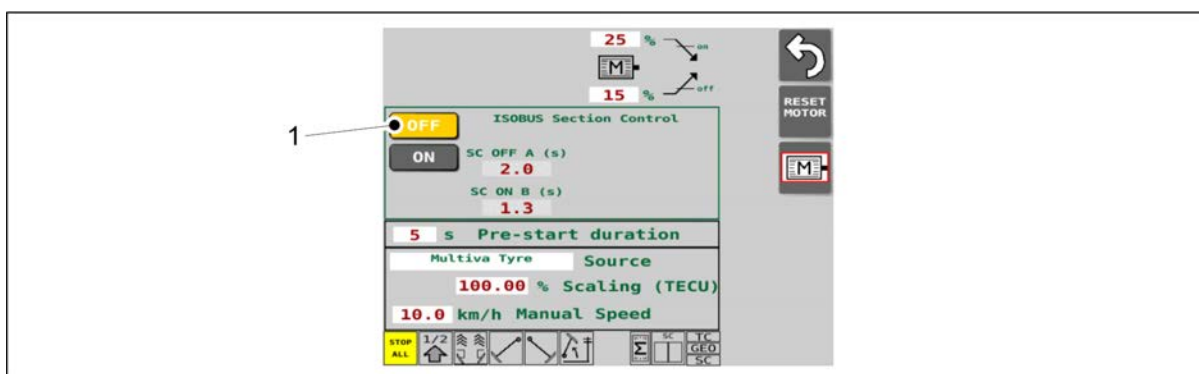 25 %
on
M
15 %
off
RESET
MOTOR
1
OFF
ISOBUS Section Control
ON
SC OFF A (s)
2.0
M
SC ON B (s)
1.3
5 s Pre-start duration
Multiva Tyre Source
100.00 % Scaling (TECU)
10.0 km/h Manual Speed
STOP
ALL
1/2
Σ
SC
TC
GEO
SC